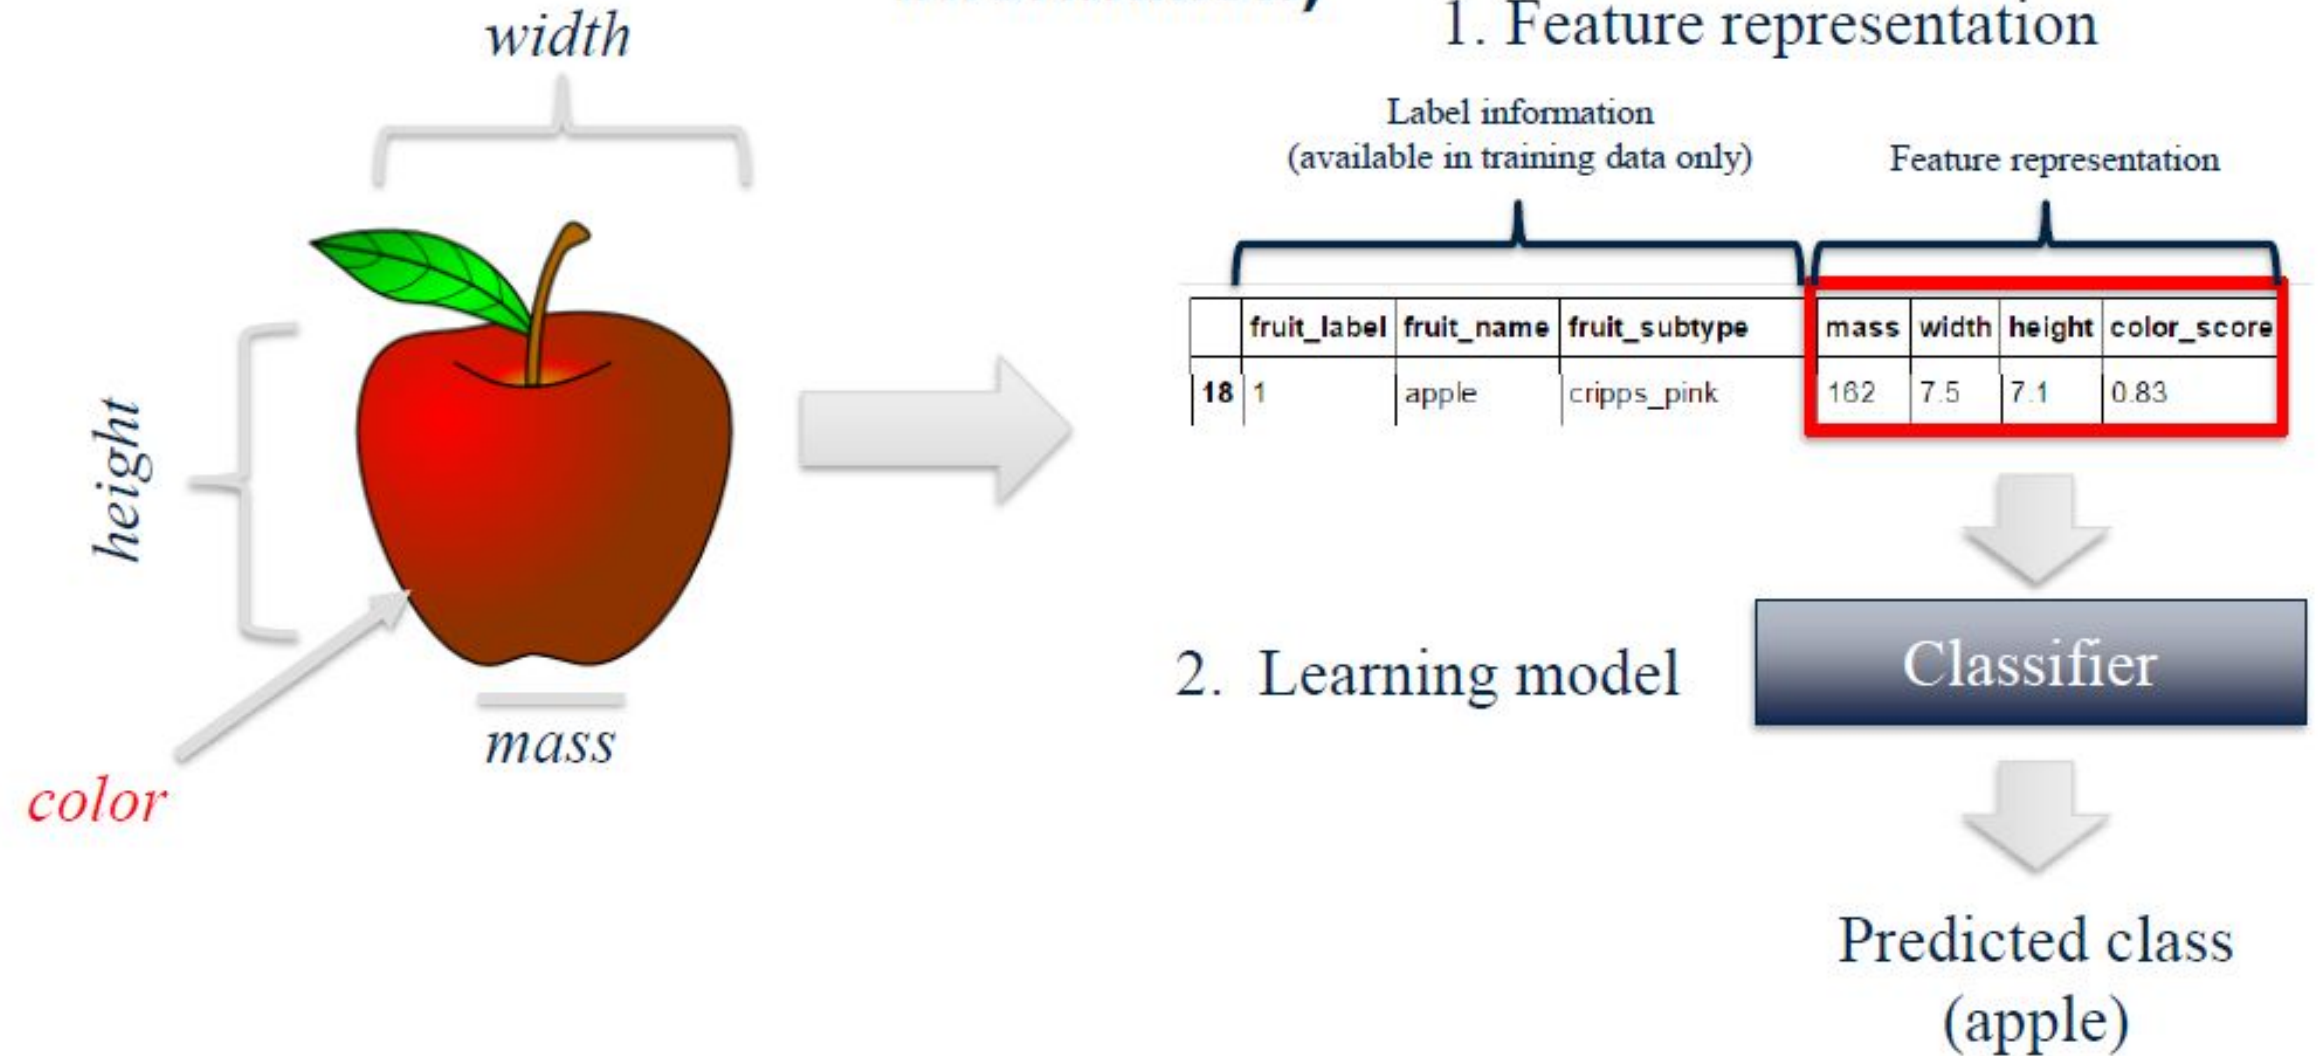 width
height
color
mass
1. Feature representation
Label information
(available in training data only)
Feature representation
fruit_label fruit_name fruit_subtype mass width height color_score
18 1 apple cripps_pink 162 7.5 7.1 0.83
2. Learning model
Classifier
Predicted class
(apple)